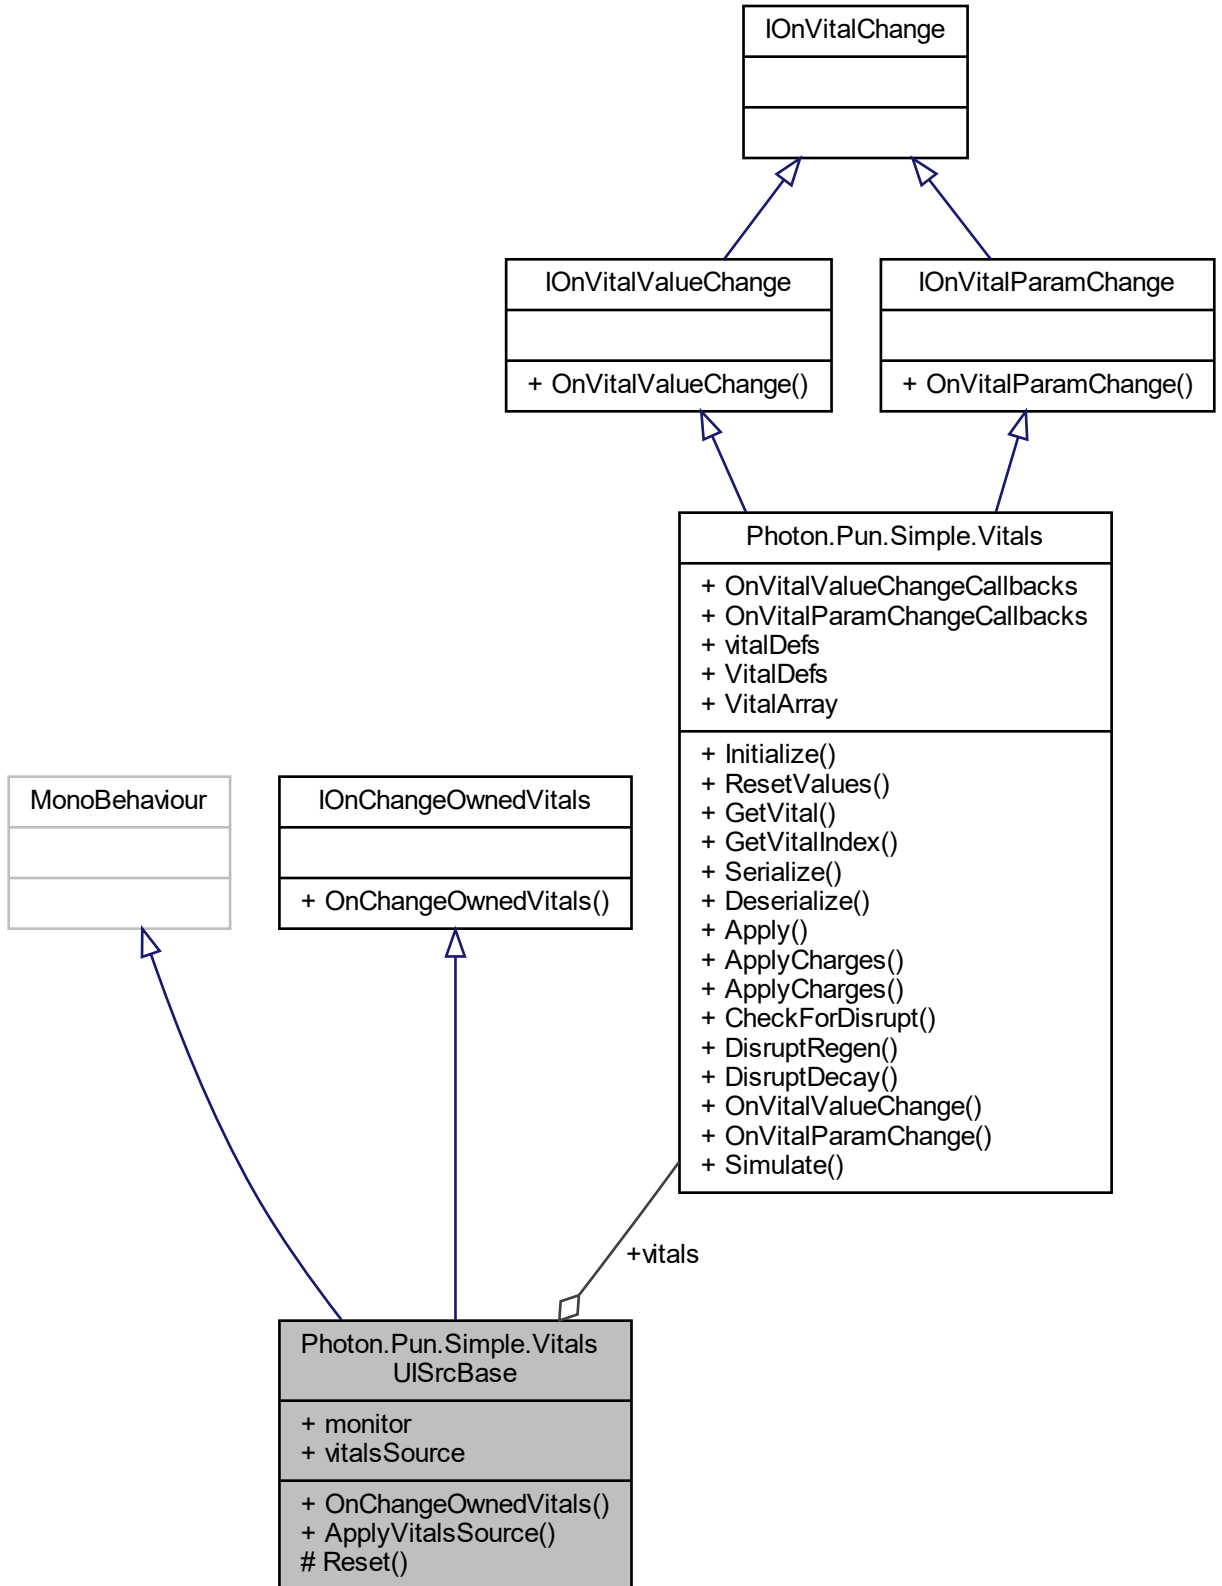 IOnVitalChange
IOnVitalValueChange
+ OnVitalValueChange()
IOnVitalParamChange
+ OnVitalParamChange()
Photon.Pun.Simple.Vitals
+ OnVitalValueChangeCallbacks
+ OnVitalParamChangeCallbacks
+ vitalDefs
+ VitalDefs
+ VitalArray
+ Initialize()
+ ResetValues()
+ GetVital()
+ GetVitalIndex()
+ Serialize()
+ Deserialize()
+ Apply()
+ ApplyCharges()
+ ApplyCharges()
+ CheckForDisrupt()
+ DisruptRegen()
+ DisruptDecay()
+ OnVitalValueChange()
+ OnVitalParamChange()
+ Simulate()
MonoBehaviour
IOnChangeOwnedVitals
+ OnChangeOwnedVitals()
+vitals
Photon.Pun.Simple.Vitals
UISrcBase
+ monitor
+ vitalsSource
+ OnChangeOwnedVitals()
+ ApplyVitalsSource()
# Reset()